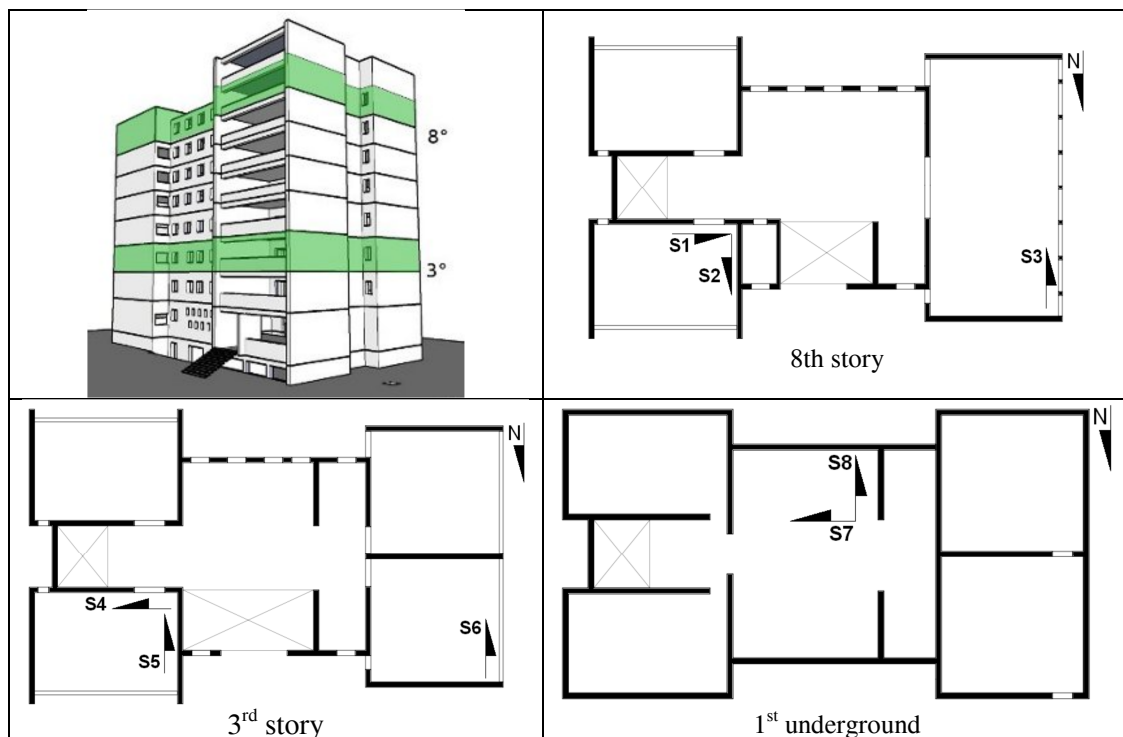 8°
3°
N
S1
S2
S3
8th story
N
S4
S5
S6
3rd story
N
S8
S7
1st underground